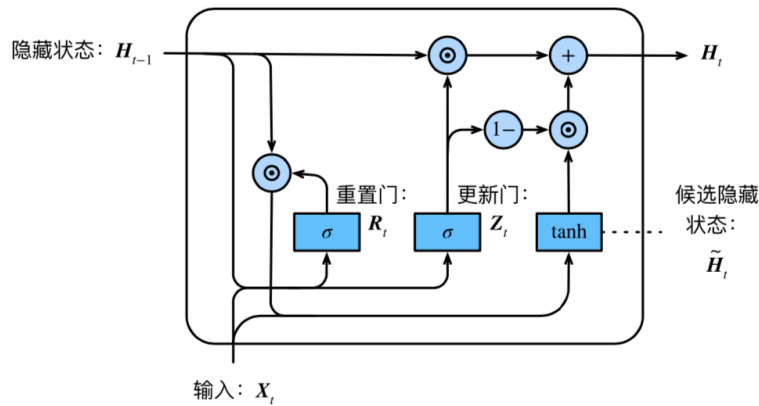 隐藏状态：H_{t−1}
H_t
+
1−
重置门：
更新门：
候选隐藏
状态：
σ
R_t
σ
Z_t
tanh
H̃_t
输入：X_t